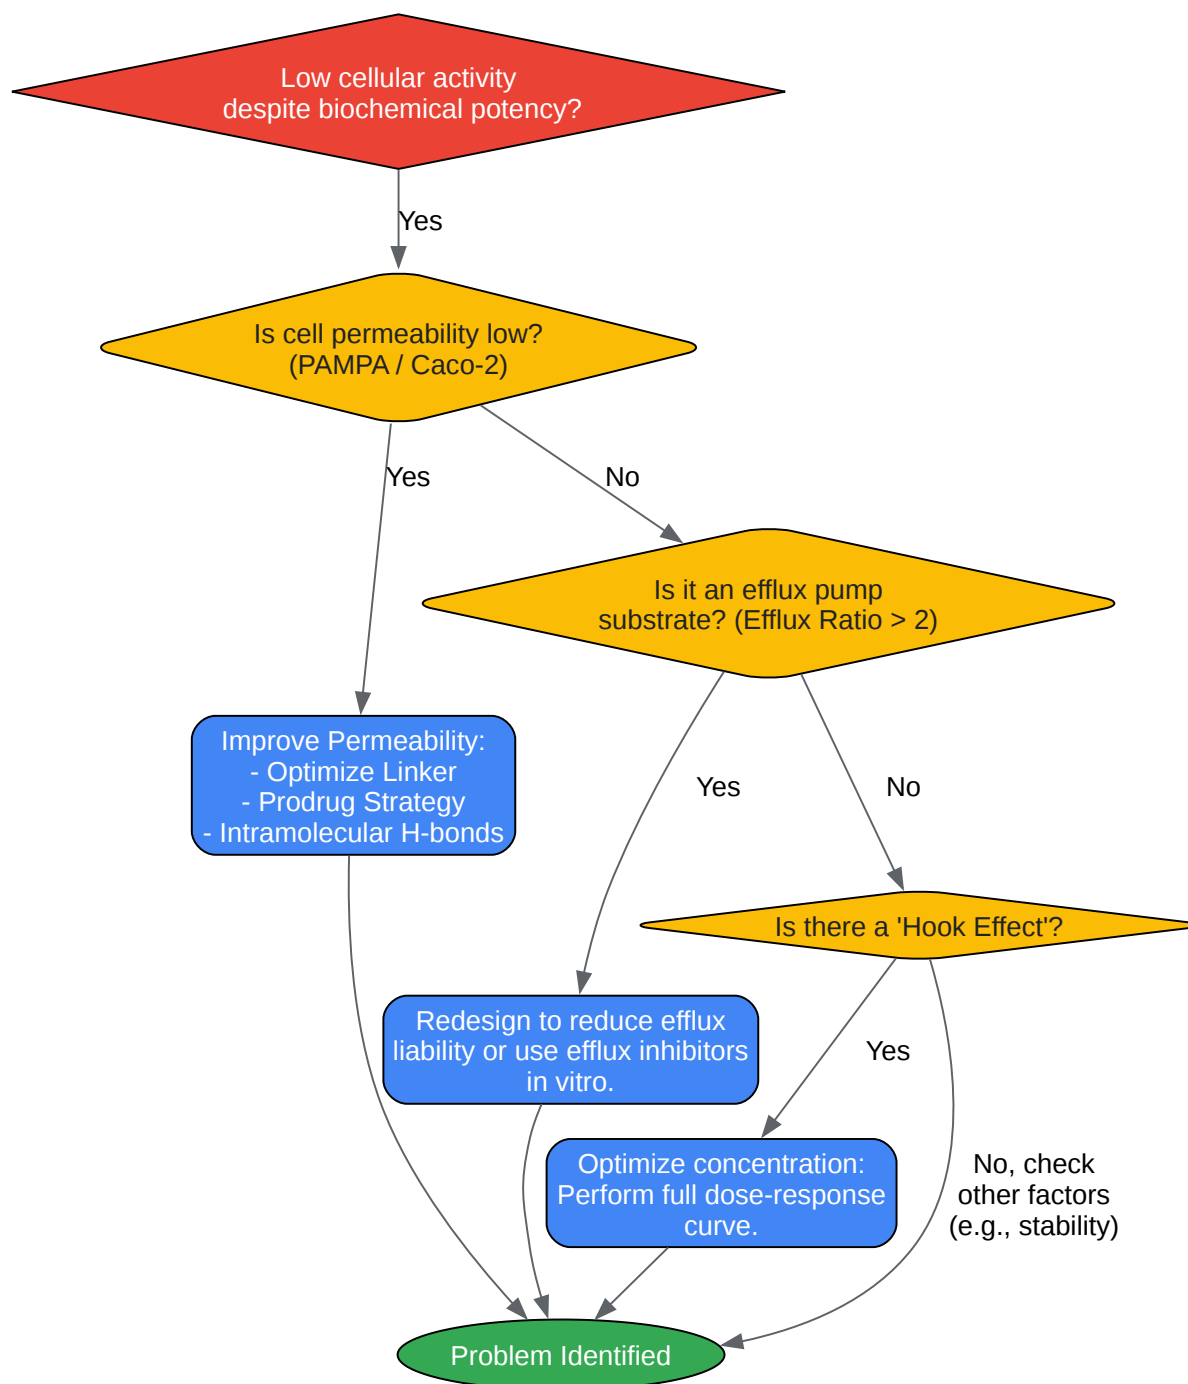 Low cellular activity
despite biochemical potency?
Yes
Is cell permeability low?
(PAMPA / Caco-2)
Yes
No
Is it an efflux pump
substrate? (Efflux Ratio > 2)
Improve Permeability:
- Optimize Linker
- Prodrug Strategy
- Intramolecular H-bonds
Yes
No
Is there a 'Hook Effect'?
Redesign to reduce efflux
liability or use efflux inhibitors
in vitro.
Yes
Optimize concentration:
Perform full dose-response
curve.
No, check
other factors
(e.g., stability)
Problem Identified